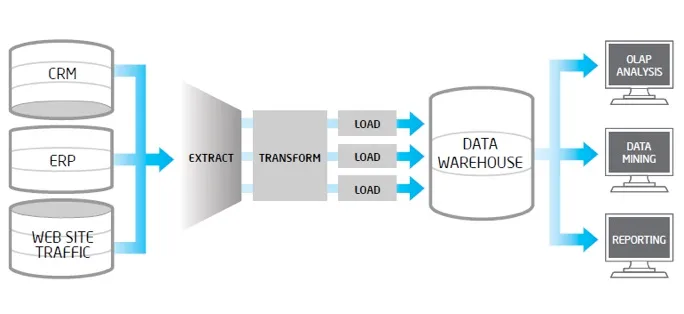 CRM
ERP
WEB SITE
TRAFFIC
EXTRACT
TRANSFORM
LOAD
LOAD
LOAD
DATA
WAREHOUSE
OLAP
ANALYSIS
DATA
MINING
REPORTING